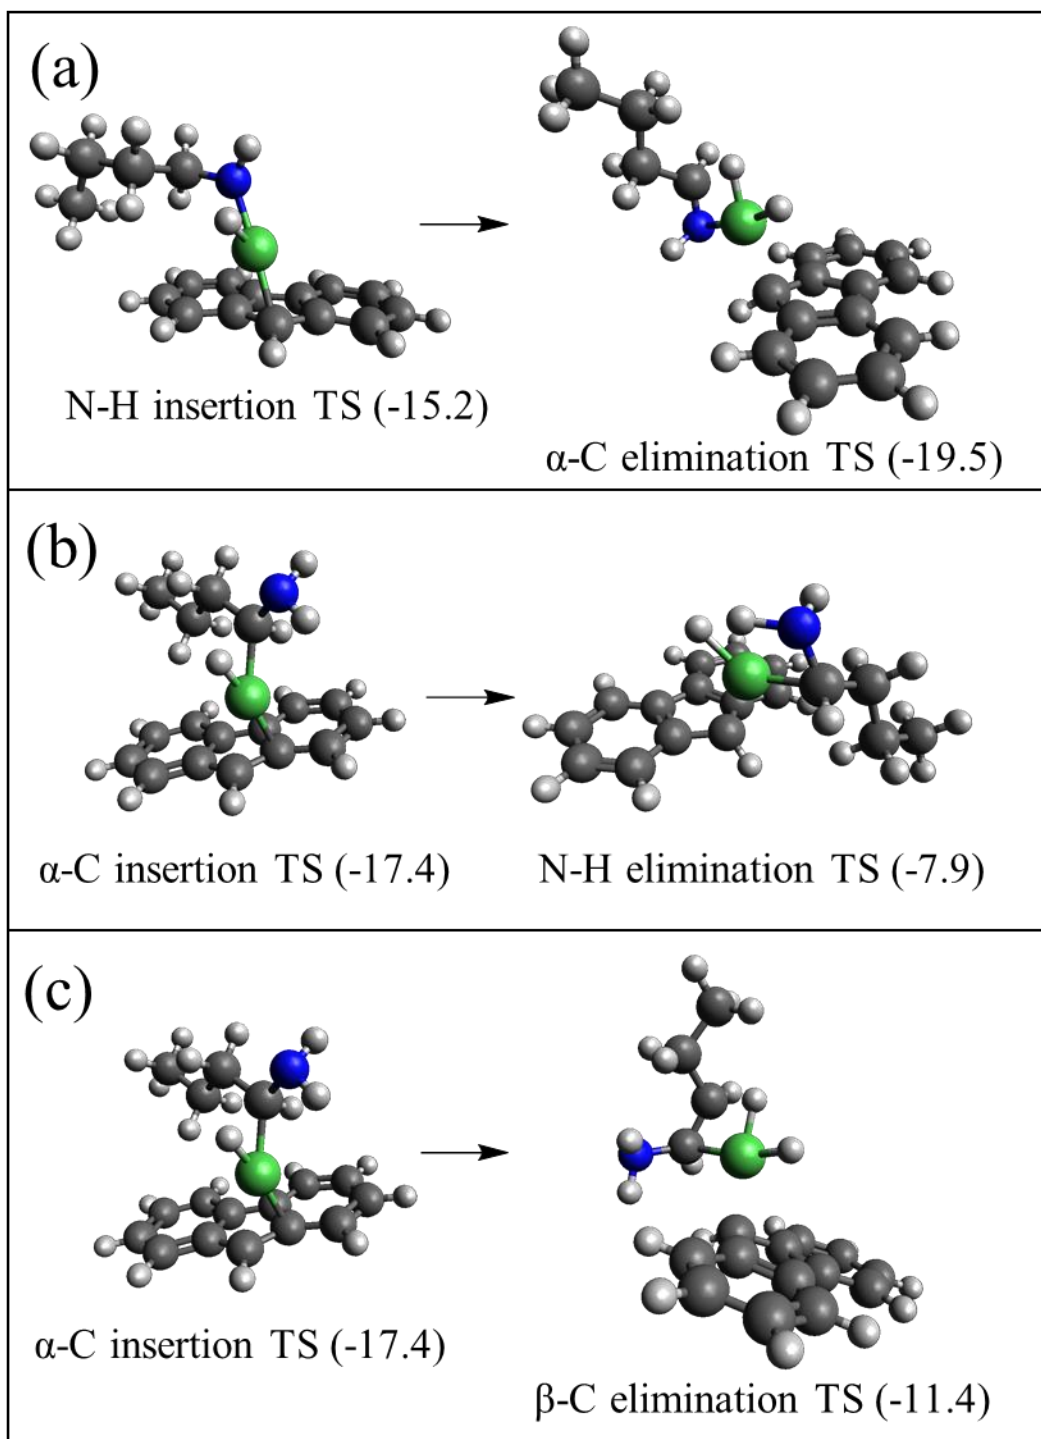 (a)
N-H insertion TS (-15.2)
α-C elimination TS (-19.5)
(b)
α-C insertion TS (-17.4)
N-H elimination TS (-7.9)
(c)
α-C insertion TS (-17.4)
β-C elimination TS (-11.4)